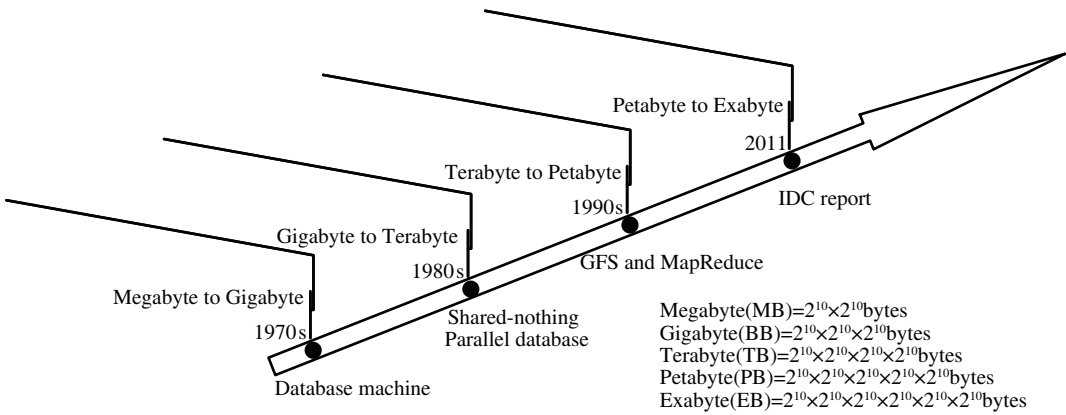 Petabyte to Exabyte
2011
IDC report
Terabyte to Petabyte
1990s
GFS and MapReduce
Gigabyte to Terabyte
1980s
Shared-nothing
Parallel database
Megabyte to Gigabyte
1970s
Database machine
Megabyte(MB)=2¹⁰×2¹⁰bytes
Gigabyte(BB)=2¹⁰×2¹⁰×2¹⁰bytes
Terabyte(TB)=2¹⁰×2¹⁰×2¹⁰×2¹⁰bytes
Petabyte(PB)=2¹⁰×2¹⁰×2¹⁰×2¹⁰×2¹⁰bytes
Exabyte(EB)=2¹⁰×2¹⁰×2¹⁰×2¹⁰×2¹⁰×2¹⁰bytes